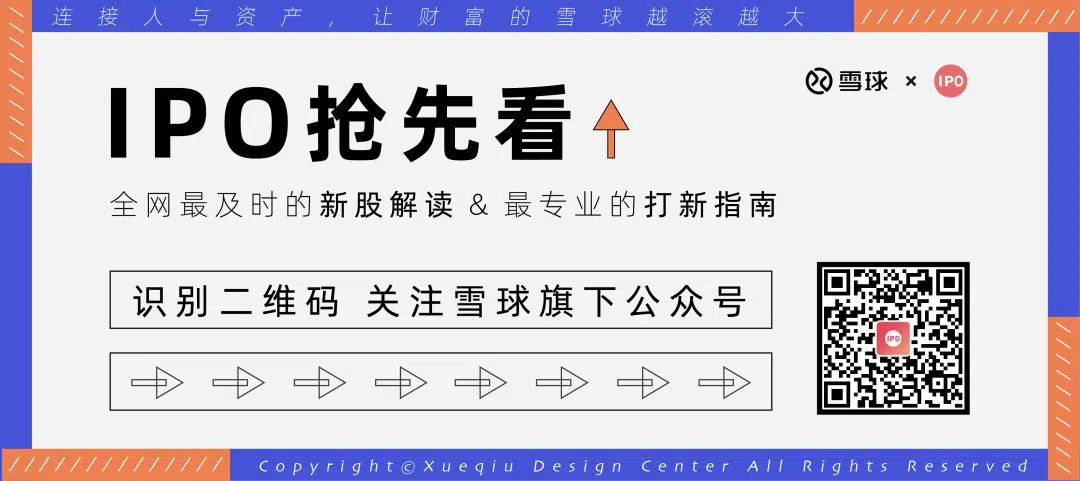 连接人与资产，让财富的雪球越滚越大
雪球 × IPO
IPO抢先看
全网最及时的新股解读 & 最专业的打新指南
识别二维码 关注雪球旗下公众号
IPO
Copyright©Xueqiu Design Center All Rights Reserved